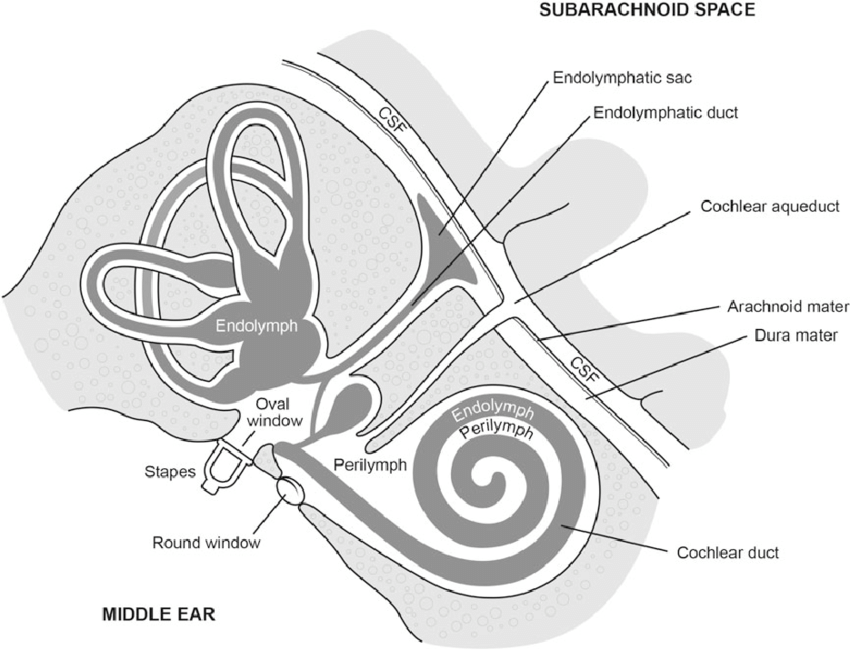 SUBARACHNOID SPACE
Endolymphatic sac
CSF
Endolymphatic duct
Cochlear aqueduct
Arachnoid mater
Dura mater
Endolymph
CSF
Oval
window
Endolymph
Perilymph
Stapes
Perilymph
Round window
Cochlear duct
MIDDLE EAR